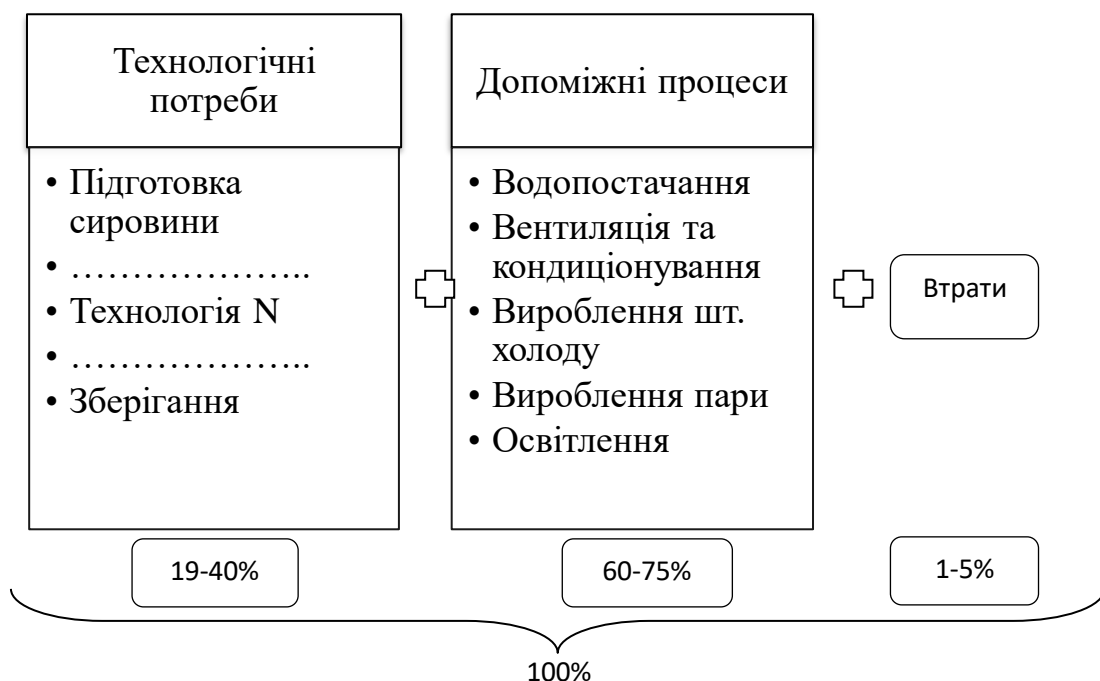 Технологічні
потреби
• Підготовка
сировини
• …………………..
• Технологія N
• …………………..
• Зберігання
Допоміжні процеси
• Водопостачання
• Вентиляція та
кондиціонування
• Вироблення шт.
холоду
• Вироблення пари
• Освітлення
Втрати
19-40%
60-75%
1-5%
100%